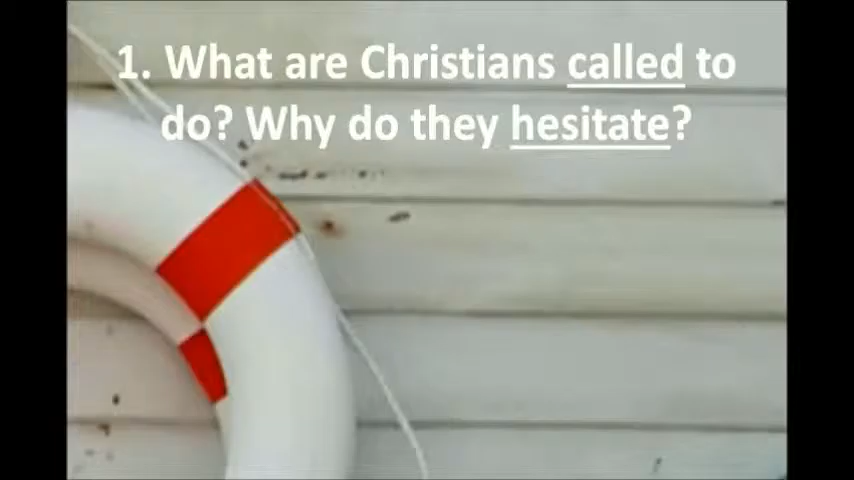 1. What are Christians called to
do? Why do they hesitate?